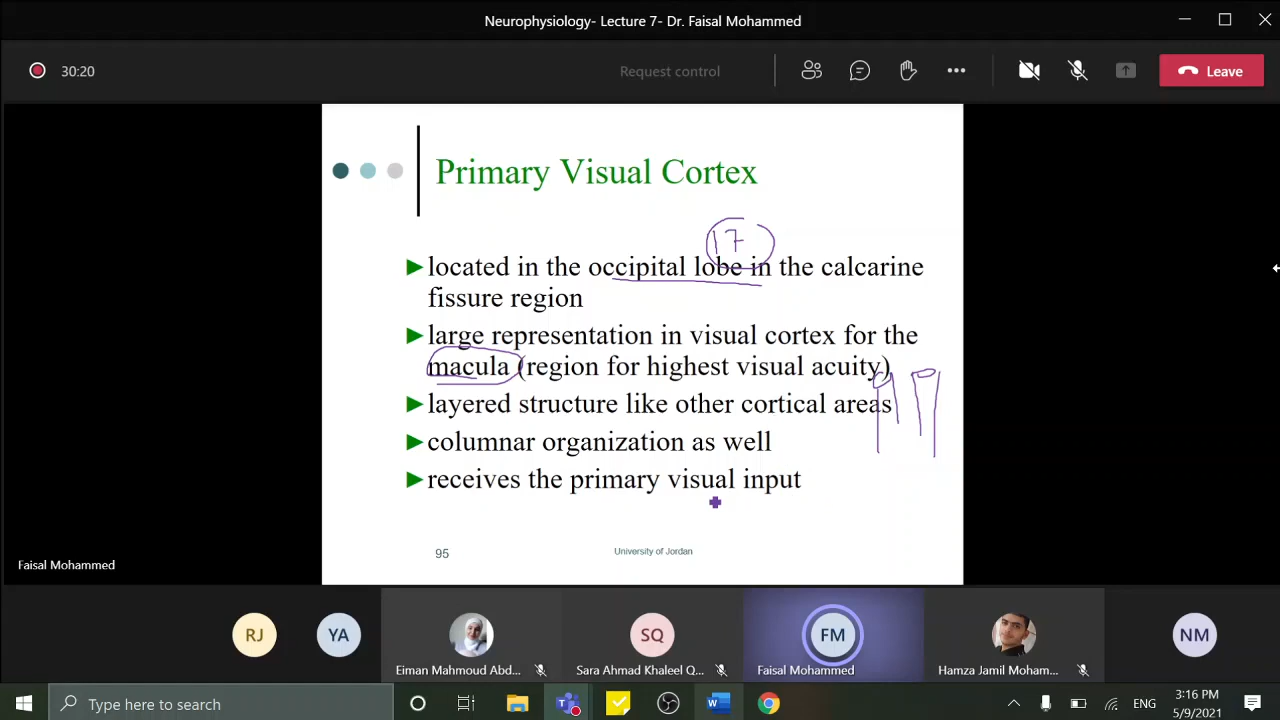 Neurophysiology- Lecture 7- Dr. Faisal Mohammed
30:20
Request control
Leave
Primary Visual Cortex
17
located in the occipital lobe in the calcarine
fissure region
large representation in visual cortex for the
macula (region for highest visual acuity)
layered structure like other cortical areas
columnar organization as well
receives the primary visual input
95
University of Jordan
Faisal Mohammed
RJ
YA
SQ
FM
NM
Eiman Mahmoud Abd...
Sara Ahmad Khaleel Q...
Faisal Mohammed
Hamza Jamil Moham...
Type here to search
ENG
3:16 PM
5/9/2021